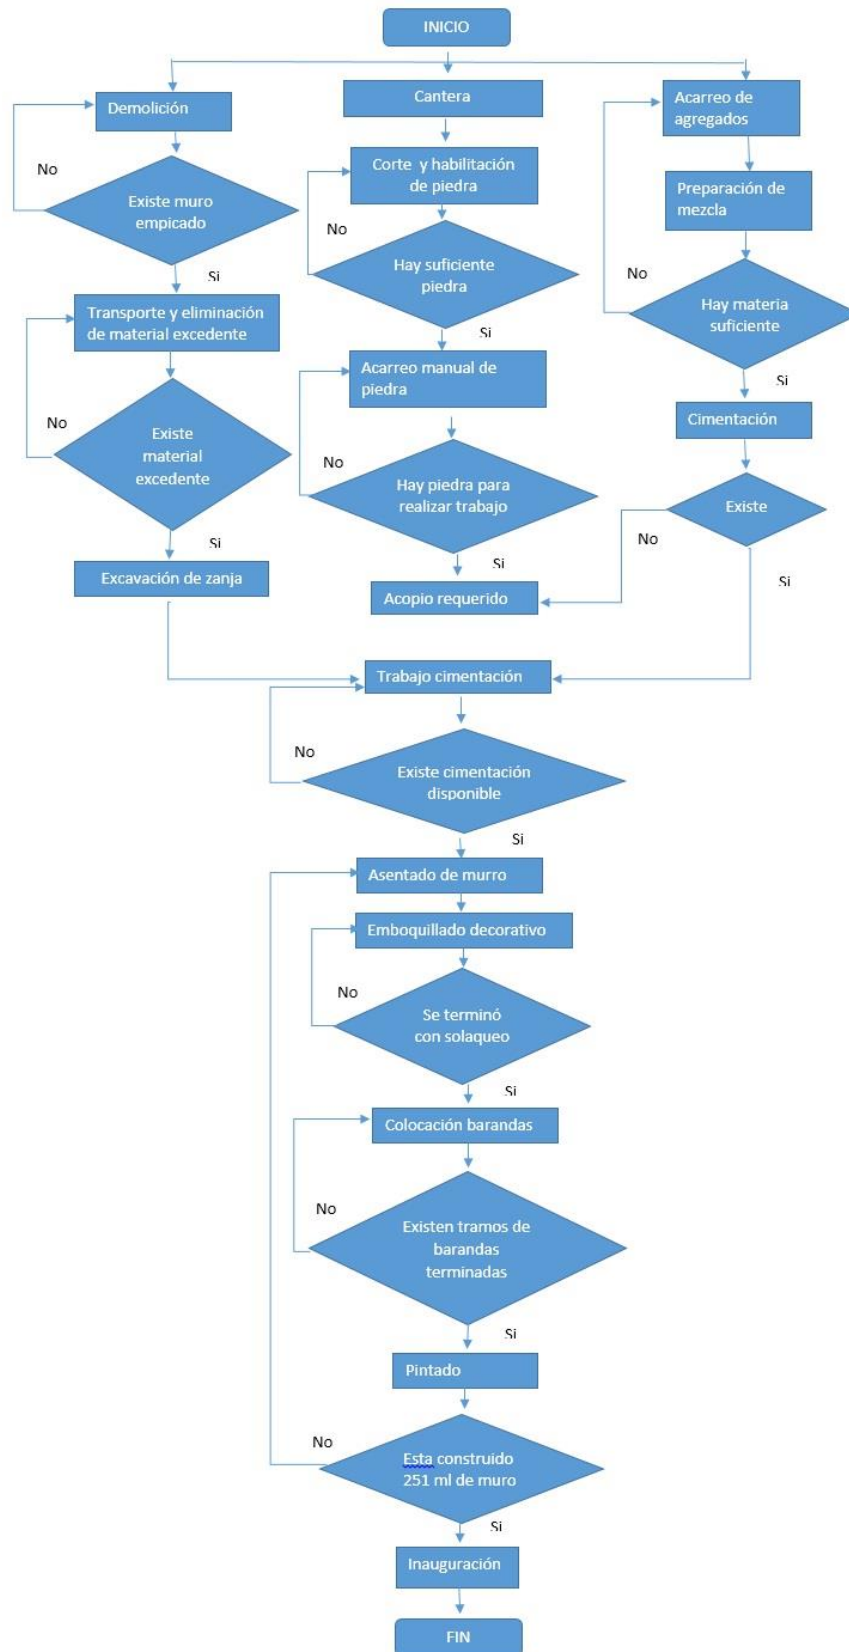 INICIO
Demolición
No
Existe muro
empicado
Si
Transporte y eliminación
de material excedente
No
Existe
material
excedente
Si
Excavación de zanja
Cantera
Corte y habilitación
de piedra
No
Hay suficiente
piedra
Si
Acarreo manual de
piedra
No
Hay piedra para
realizar trabajo
Si
Acopio requerido
Acarreo de
agregados
Preparación de
mezcla
No
Hay materia
suficiente
Si
Cimentación
Existe
No
Si
Trabajo cimentación
No
Existe cimentación
disponible
Si
Asentado de murro
Emboquillado decorativo
No
Se terminó
con solaqueo
Si
Colocación barandas
No
Existen tramos de
barandas
terminadas
Si
Pintado
No
Esta construido
251 ml de muro
Si
Inauguración
FIN